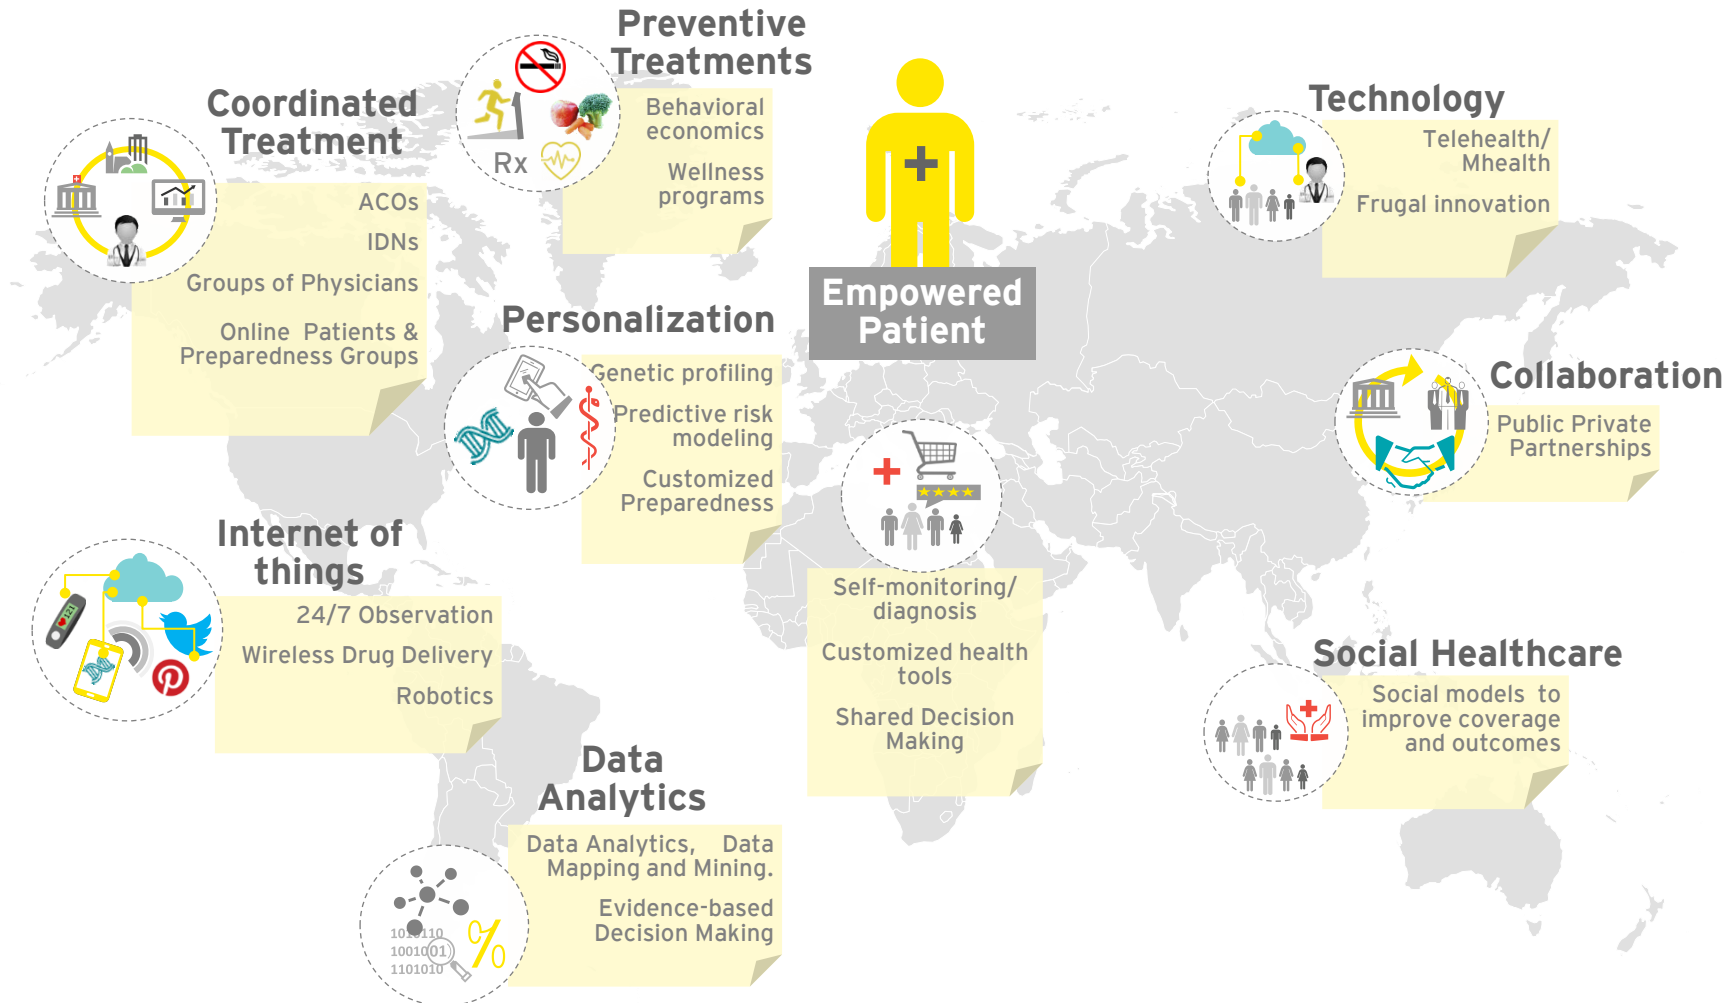 Preventive
Treatments
Behavioral
economics
Wellness
programs
Rx
Coordinated
Treatment
ACOs
IDNs
Groups of Physicians
Online Patients &
Preparedness Groups
Technology
Telehealth/
Mhealth
Frugal innovation
Empowered
Patient
Personalization
Genetic profiling
Predictive risk
modeling
Customized
Preparedness
Collaboration
Public Private
Partnerships
Internet of
things
24/7 Observation
Wireless Drug Delivery
Robotics
121
Self-monitoring/
diagnosis
Customized health
tools
Shared Decision
Making
Social Healthcare
Social models to
improve coverage
and outcomes
Data
Analytics
Data Analytics, Data
Mapping and Mining.
Evidence-based
Decision Making
1010110
1001001
1101010
%